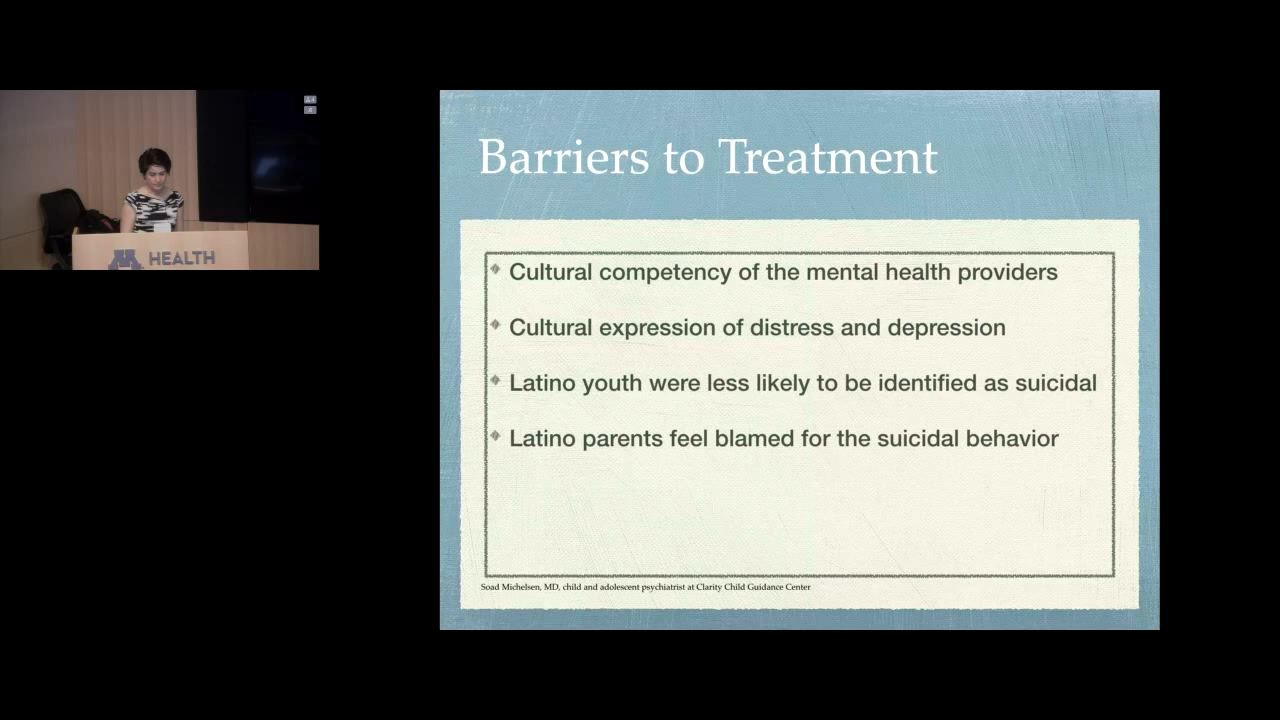 HEALTH
Barriers to Treatment
Cultural competency of the mental health providers
Cultural expression of distress and depression
Latino youth were less likely to be identified as suicidal
Latino parents feel blamed for the suicidal behavior
Soad Michelsen, MD, child and adolescent psychiatrist at Clarity Child Guidance Center